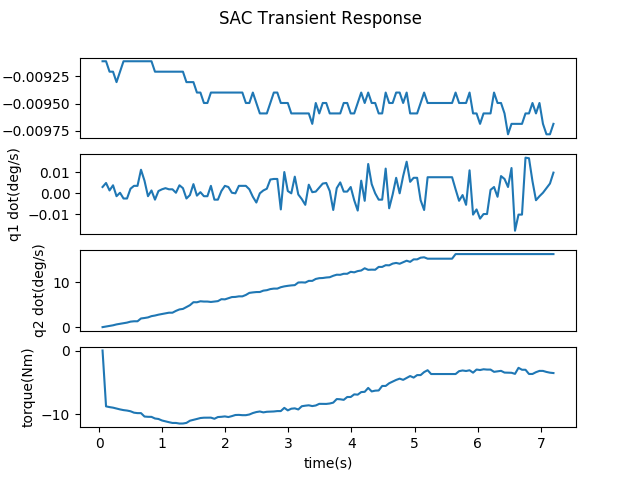 SAC Transient Response
−0.00925
−0.00950
−0.00975
q1 dot(deg/s)
0.01
0.00
−0.01
q2 dot(deg/s)
10
0
torque(Nm)
0
−10
0 1 2 3 4 5 6 7
time(s)